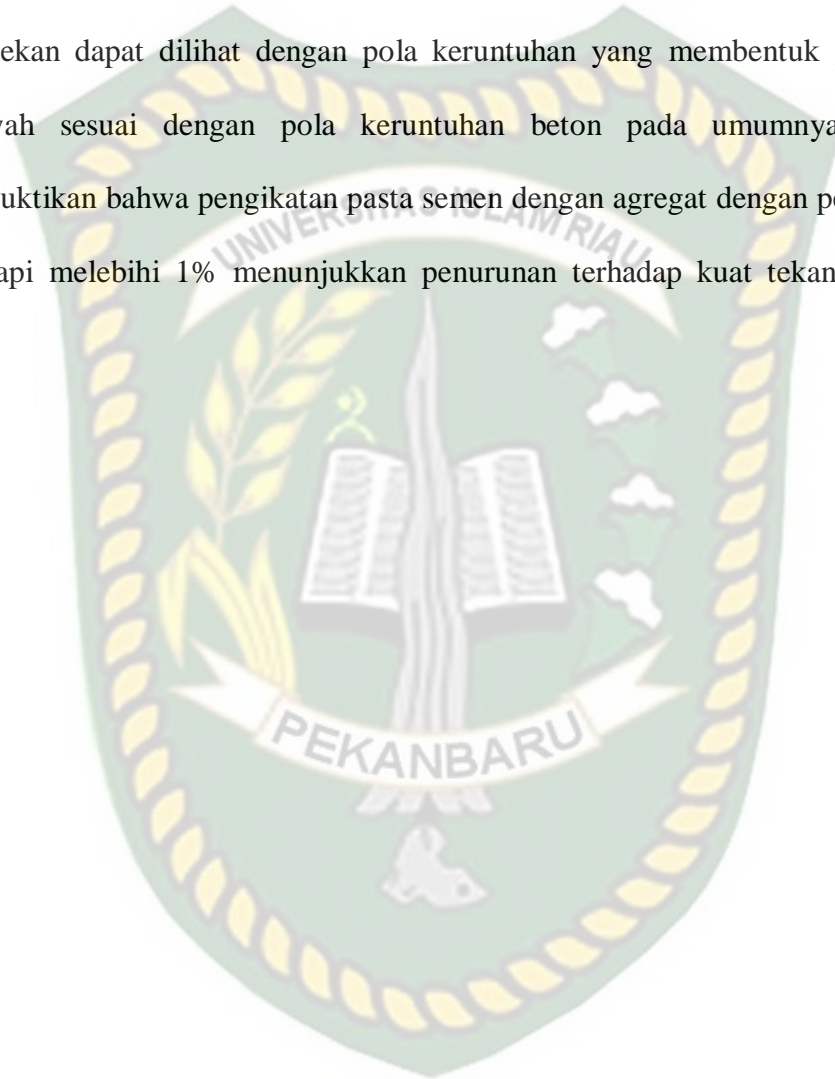 ekan dapat dilihat dengan pola keruntuhan yang membentuk
ah sesuai dengan pola keruntuhan beton pada umumnya
uktikan bahwa pengikatan pasta semen dengan agregat dengan
api melebihi 1% menunjukkan penurunan terhadap kuat tekan
UNIVERSITAS ISLAM RIAU
PEKANBARU